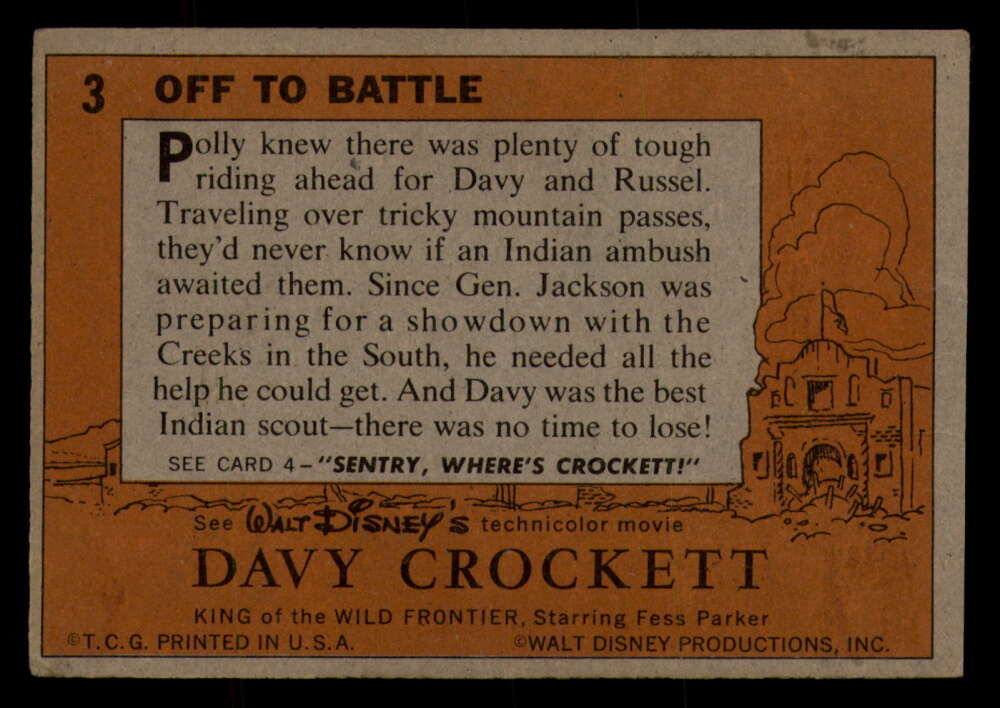 3 OFF TO BATTLE
Polly knew there was plenty of tough
riding ahead for Davy and Russel.
Traveling over tricky mountain passes,
they'd never know if an Indian ambush
awaited them. Since Gen. Jackson was
preparing for a showdown with the
Creeks in the South, he needed all the
help he could get. And Davy was the best
Indian scout—there was no time to lose!
SEE CARD 4–"SENTRY, WHERE'S CROCKETT!"
See WALT DISNEY'S technicolor movie
DAVY CROCKETT
KING of the WILD FRONTIER, Starring Fess Parker
©T.C.G. PRINTED IN U.S.A. ©WALT DISNEY PRODUCTIONS, INC.